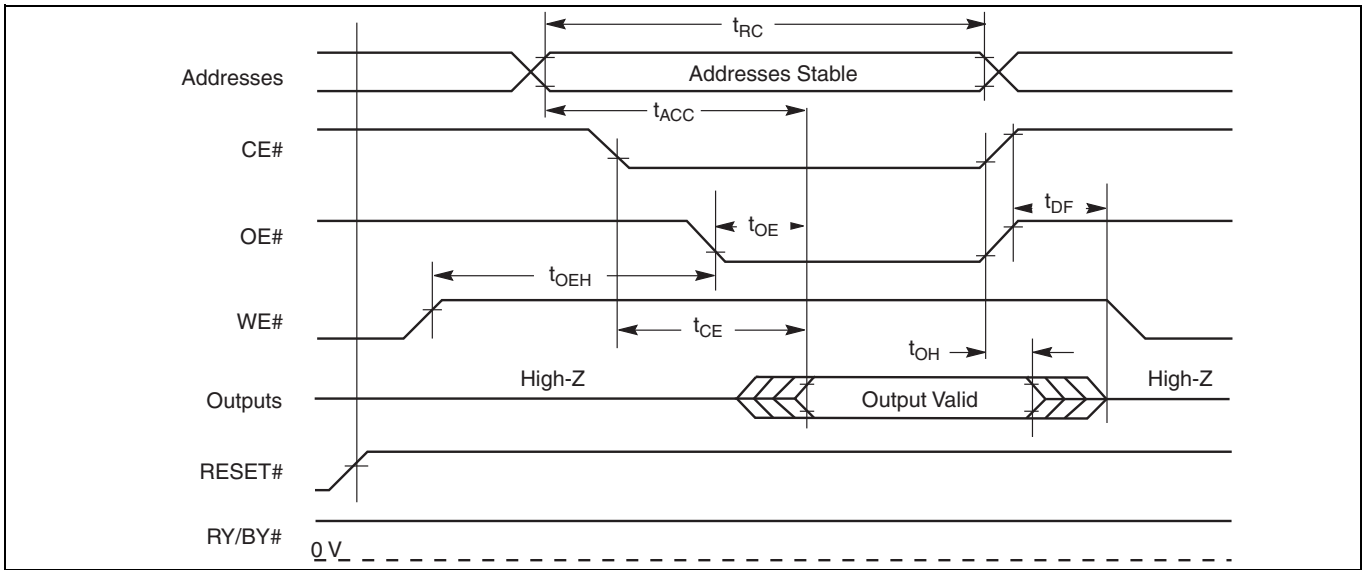 tRC
Addresses
Addresses Stable
tACC
CE#
OE#
tOE
tDF
tOEH
WE#
tCE
tOH
High-Z
High-Z
Outputs
Output Valid
RESET#
RY/BY#
0 V